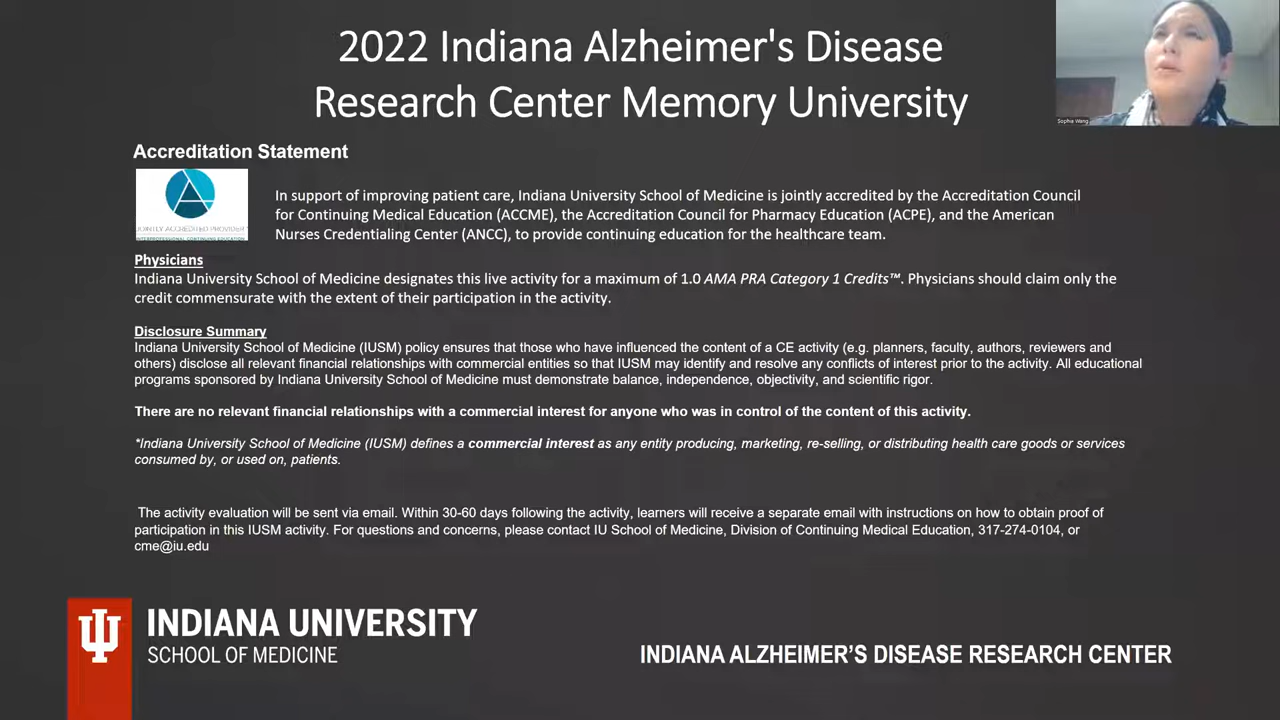 2022 Indiana Alzheimer's Disease
Research Center Memory University
Sophia Wang
Accreditation Statement
JOINTLY ACCREDITED PROVIDER
INTERPROFESSIONAL CONTINUING EDUCATION
In support of improving patient care, Indiana University School of Medicine is jointly accredited by the Accreditation Council
for Continuing Medical Education (ACCME), the Accreditation Council for Pharmacy Education (ACPE), and the American
Nurses Credentialing Center (ANCC), to provide continuing education for the healthcare team.
Physicians
Indiana University School of Medicine designates this live activity for a maximum of 1.0 AMA PRA Category 1 Credits™. Physicians should claim only the
credit commensurate with the extent of their participation in the activity.
Disclosure Summary
Indiana University School of Medicine (IUSM) policy ensures that those who have influenced the content of a CE activity (e.g. planners, faculty, authors, reviewers and
others) disclose all relevant financial relationships with commercial entities so that IUSM may identify and resolve any conflicts of interest prior to the activity. All educational
programs sponsored by Indiana University School of Medicine must demonstrate balance, independence, objectivity, and scientific rigor.
There are no relevant financial relationships with a commercial interest for anyone who was in control of the content of this activity.
*Indiana University School of Medicine (IUSM) defines a commercial interest as any entity producing, marketing, re-selling, or distributing health care goods or services
consumed by, or used on, patients.
The activity evaluation will be sent via email. Within 30-60 days following the activity, learners will receive a separate email with instructions on how to obtain proof of
participation in this IUSM activity. For questions and concerns, please contact IU School of Medicine, Division of Continuing Medical Education, 317-274-0104, or
cme@iu.edu
INDIANA UNIVERSITY
SCHOOL OF MEDICINE
INDIANA ALZHEIMER'S DISEASE RESEARCH CENTER